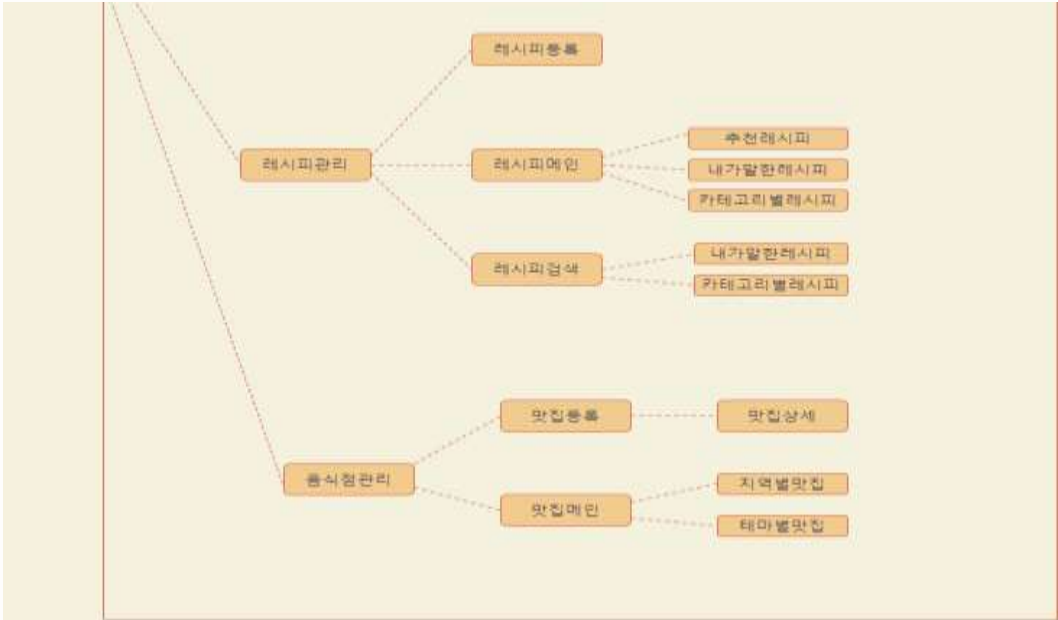 레시피등록
레시피관리
레시피메인
추천레시피
내가말한레시피
카테고리별레시피
레시피검색
내가말한레시피
카테고리별레시피
맛집등록
맛집상세
음식점관리
맛집메인
지역별맛집
테마별맛집